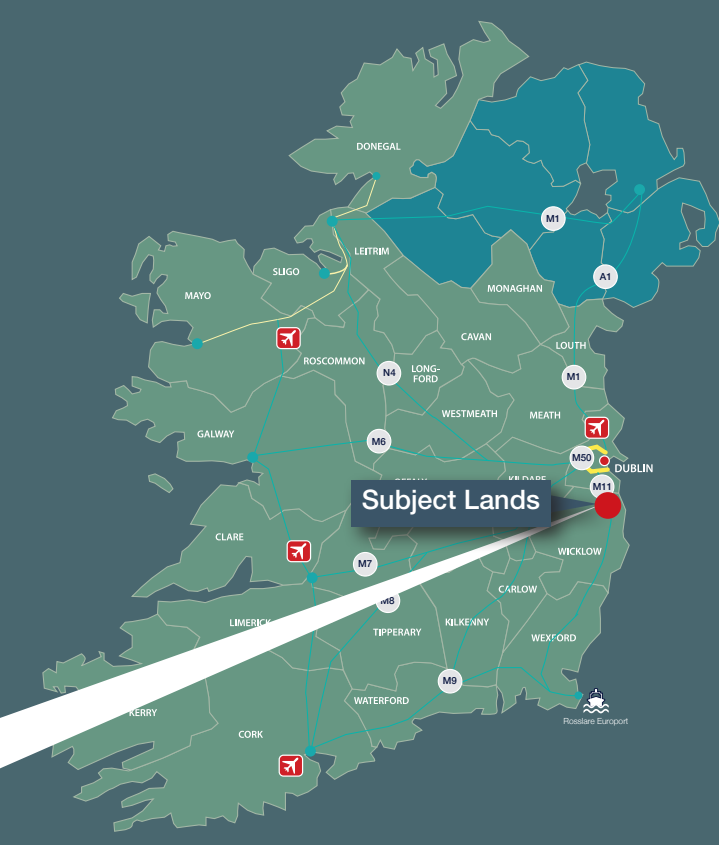 DONEGAL
M1
LEITRIM
SLIGO
A1
MONAGHAN
MAYO
CAVAN
LOUTH
ROSCOMMON
N4
LONG-
FORD
M1
WESTMEATH
MEATH
GALWAY
M6
M50
DUBLIN
M11
Subject Lands
CLARE
WICKLOW
M7
CARLOW
M8
LIMERICK
TIPPERARY
KILKENNY
WEXFORD
M9
WATERFORD
KERRY
Rosslare Europort
CORK